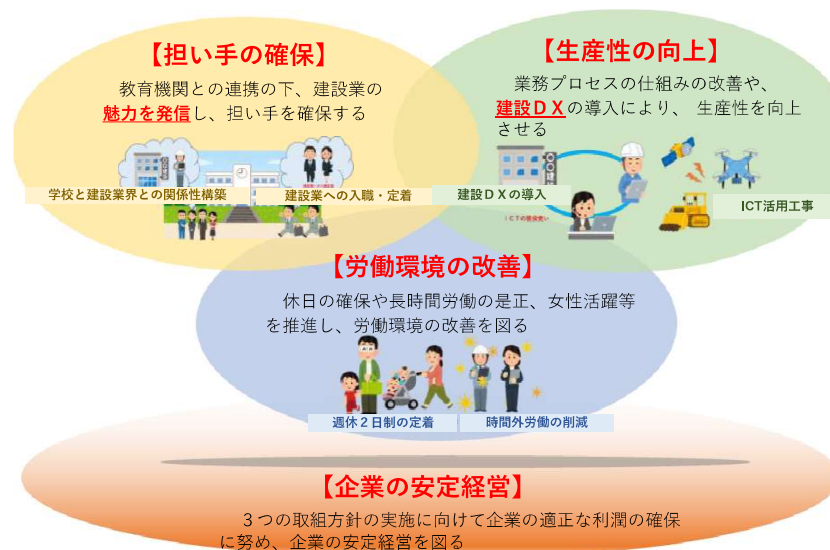 【担い手の確保】
教育機関との連携の下、建設業の
魅力を発信し、担い手を確保する
学校と建設業界との関係性構築
建設業への入職・定着
【生産性の向上】
業務プロセスの仕組みの改善や、
建設ＤＸの導入により、 生産性を向上
させる
建設ＤＸの導入
ICT活用工事
【労働環境の改善】
休日の確保や長時間労働の是正、女性活躍等
を推進し、労働環境の改善を図る
週休２日制の定着
時間外労働の削減
【企業の安定経営】
３つの取組方針の実施に向けて企業の適正な利潤の確保
に努め、企業の安定経営を図る